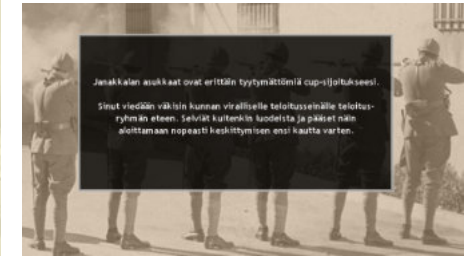 Janakkalan asukkaat ovat erittäin tyytymättömiä cup-sijoitukseesi.
Sinut viedään väkisin kunnan viralliselle teloitusseinälle teloitus-
ryhmän eteen. Selviät kuitenkin luodeista ja pääset näin
aloittamaan nopeasti keskittymisen ensi kautta varten.